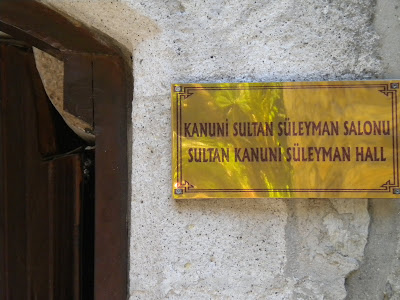 KANUNİ SULTAN SÜLEYMAN SALONU
SULTAN KANUNİ SÜLEYMAN HALL